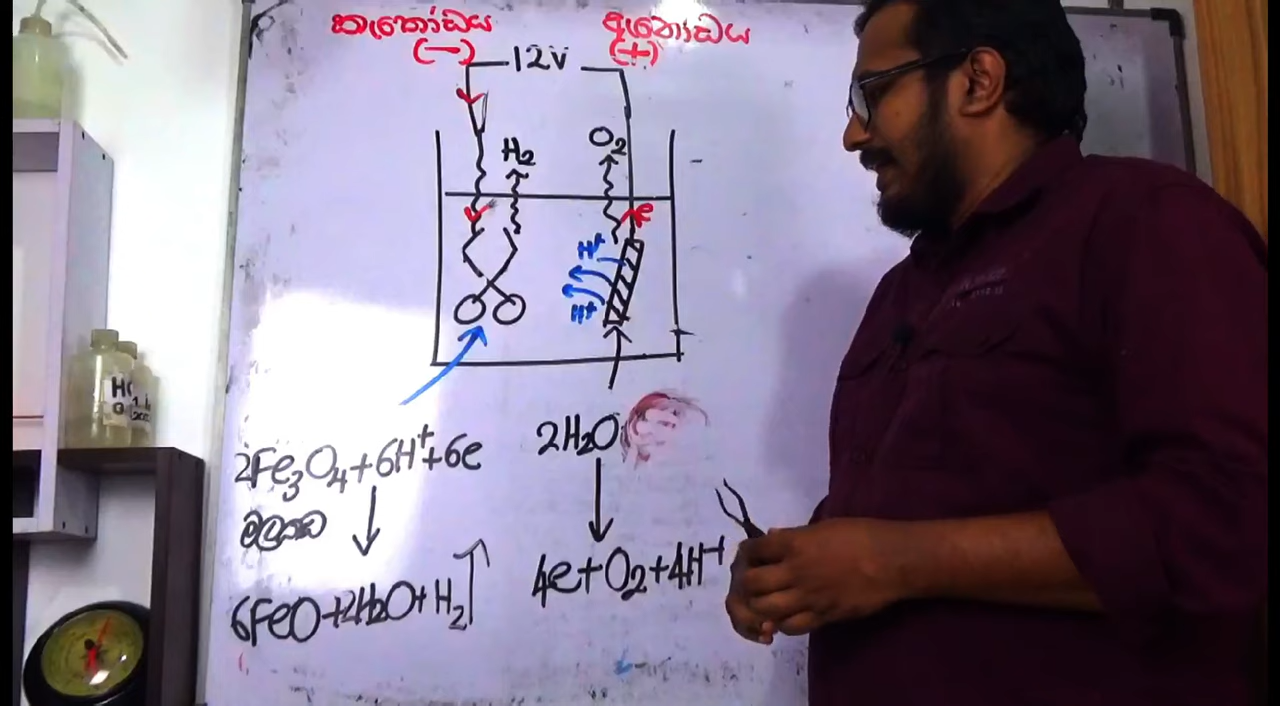 කැතෝඩය
(-)
ඇනෝඩය
(+)
12V
H₂
O₂
e
H⁺
H⁺
2Fe₃O₄+6H⁺+6e
මලකඩ
6FeO+2H₂O+H₂↑
2H₂O
4e+O₂+4H⁺